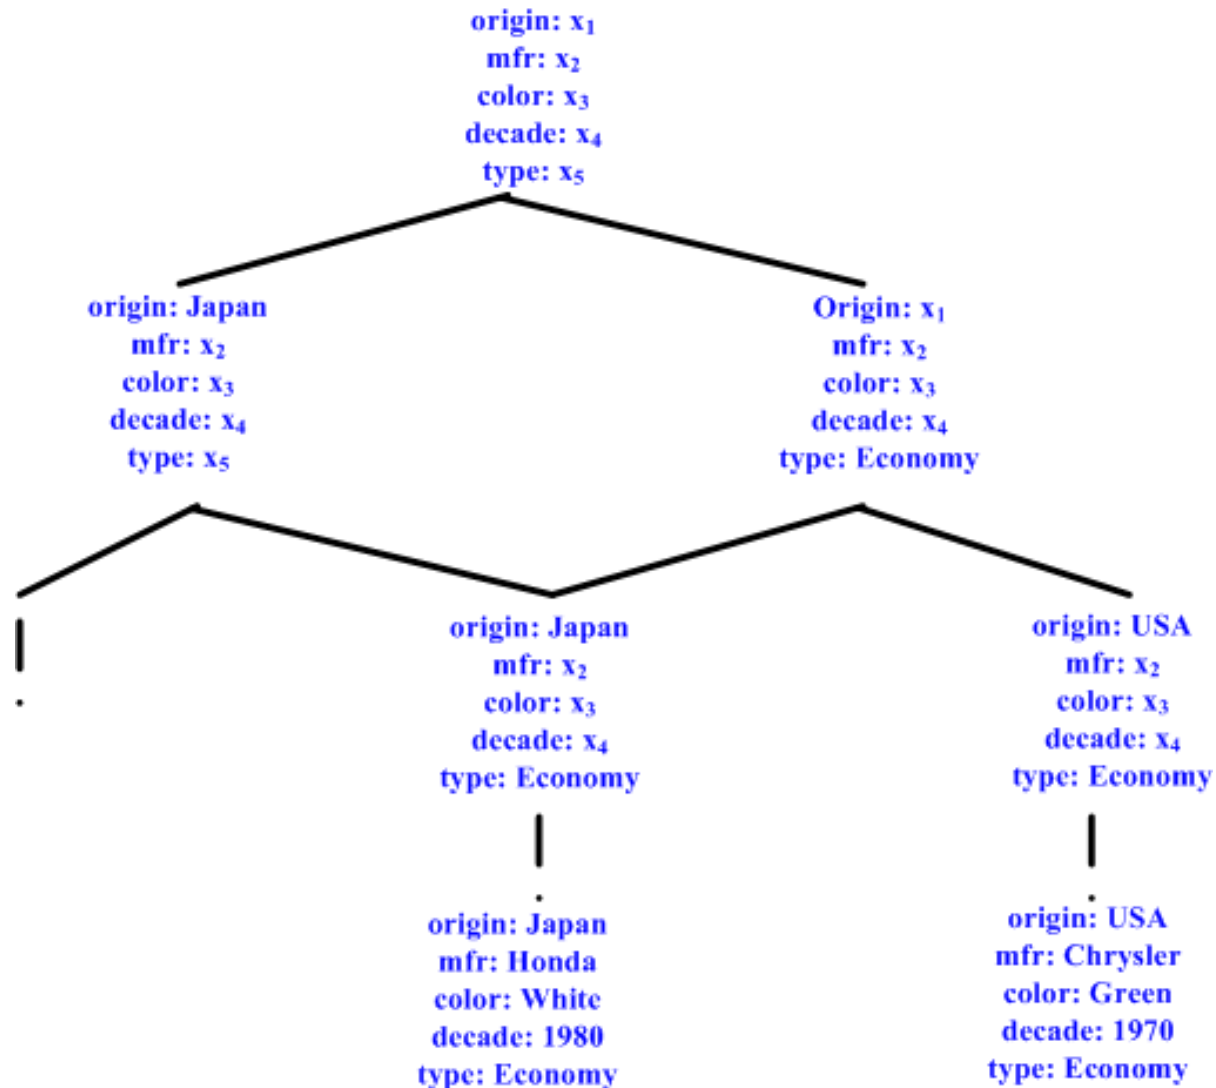 origin: x₁
mfr: x₂
color: x₃
decade: x₄
type: x₅
origin: Japan
mfr: x₂
color: x₃
decade: x₄
type: x₅
Origin: x₁
mfr: x₂
color: x₃
decade: x₄
type: Economy
origin: Japan
mfr: x₂
color: x₃
decade: x₄
type: Economy
origin: USA
mfr: x₂
color: x₃
decade: x₄
type: Economy
origin: Japan
mfr: Honda
color: White
decade: 1980
type: Economy
origin: USA
mfr: Chrysler
color: Green
decade: 1970
type: Economy